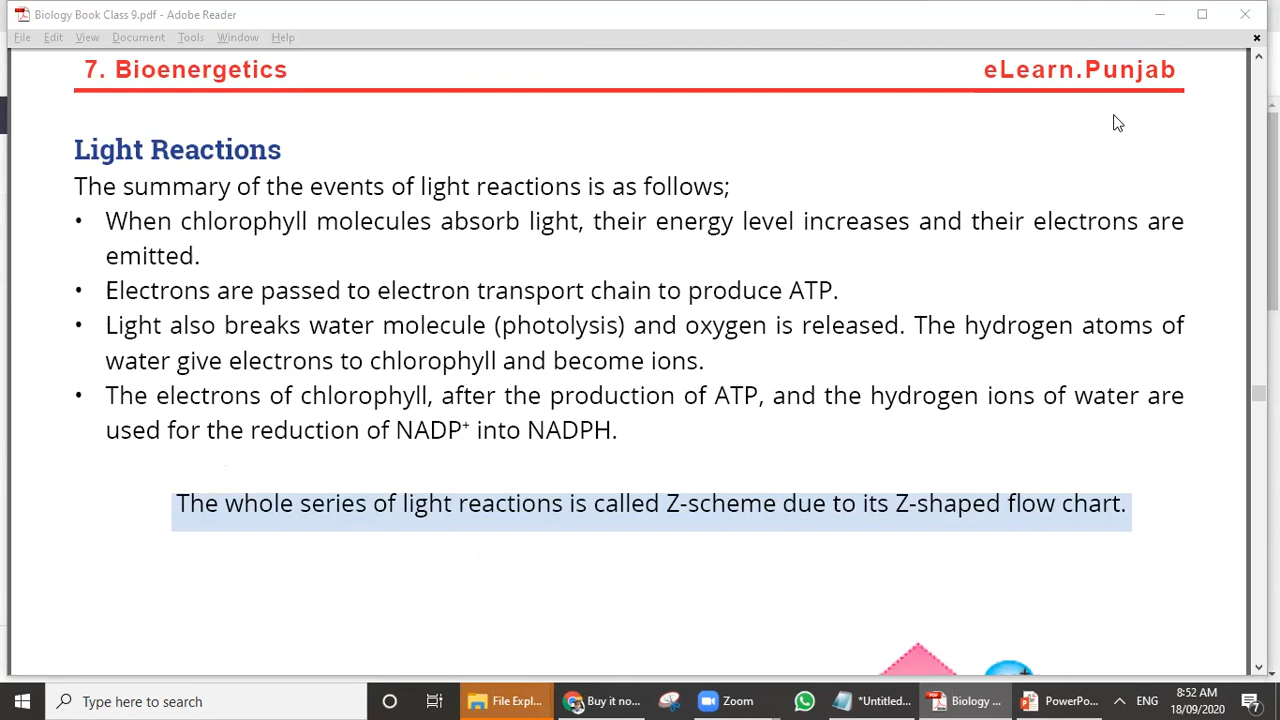 Biology Book Class 9.pdf - Adobe Reader
File Edit View Document Tools Window Help
7. Bioenergetics eLearn.Punjab
Light Reactions
The summary of the events of light reactions is as follows;
• When chlorophyll molecules absorb light, their energy level increases and their electrons are
emitted.
• Electrons are passed to electron transport chain to produce ATP.
• Light also breaks water molecule (photolysis) and oxygen is released. The hydrogen atoms of
water give electrons to chlorophyll and become ions.
• The electrons of chlorophyll, after the production of ATP, and the hydrogen ions of water are
used for the reduction of NADP⁺ into NADPH.
The whole series of light reactions is called Z-scheme due to its Z-shaped flow chart.
Type here to search File Expl... Buy it no... Zoom *Untitled... Biology ... PowerPo... ENG 8:52 AM
18/09/2020 7